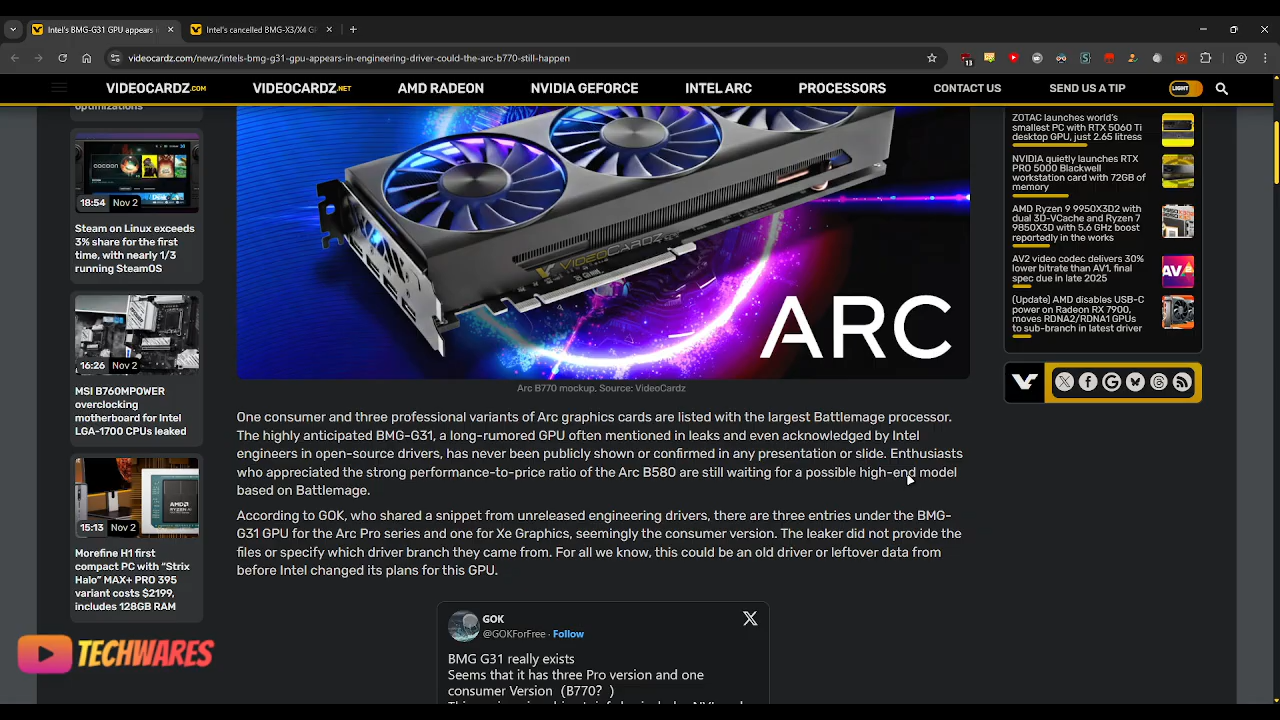 Intel's BMG-G31 GPU appears i
Intel's cancelled BMG-X3/X4 G
videocardz.com/newz/intels-bmg-g31-gpu-appears-in-engineering-driver-could-the-arc-b770-still-happen
13
VIDEOCARDZ.COM
VIDEOCARDZ.NET
AMD RADEON
NVIDIA GEFORCE
INTEL ARC
PROCESSORS
CONTACT US
SEND US A TIP
LIGHT
optimizations
cocoon
18:54 Nov 2
Steam on Linux exceeds
3% share for the first
time, with nearly 1/3
running SteamOS
16:26 Nov 2
MSI B760MPOWER
overclocking
motherboard for Intel
LGA-1700 CPUs leaked
AMD
RYZEN AI
15:13 Nov 2
Morefine H1 first
compact PC with “Strix
Halo” MAX+ PRO 395
variant costs $2199,
includes 128GB RAM
VIDEOCARDZ
ARC
Arc B770 mockup, Source: VideoCardz
One consumer and three professional variants of Arc graphics cards are listed with the largest Battlemage processor.
The highly anticipated BMG-G31, a long-rumored GPU often mentioned in leaks and even acknowledged by Intel
engineers in open-source drivers, has never been publicly shown or confirmed in any presentation or slide. Enthusiasts
who appreciated the strong performance-to-price ratio of the Arc B580 are still waiting for a possible high-end model
based on Battlemage.
According to GOK, who shared a snippet from unreleased engineering drivers, there are three entries under the BMG-
G31 GPU for the Arc Pro series and one for Xe Graphics, seemingly the consumer version. The leaker did not provide the
files or specify which driver branch they came from. For all we know, this could be an old driver or leftover data from
before Intel changed its plans for this GPU.
GOK
@GOKForFree · Follow
BMG G31 really exists
Seems that it has three Pro version and one
consumer Version（B770? ）
ZOTAC launches world’s
smallest PC with RTX 5060 Ti
desktop GPU, just 2.65 litress
NVIDIA quietly launches RTX
PRO 5000 Blackwell
workstation card with 72GB of
memory
AMD Ryzen 9 9950X3D2 with
dual 3D-VCache and Ryzen 7
9850X3D with 5.6 GHz boost
reportedly in the works
AV2 video codec delivers 30%
lower bitrate than AV1, final
spec due in late 2025
AV
(Update) AMD disables USB-C
power on Radeon RX 7900,
moves RDNA2/RDNA1 GPUs
to sub-branch in latest driver
TECHWARES